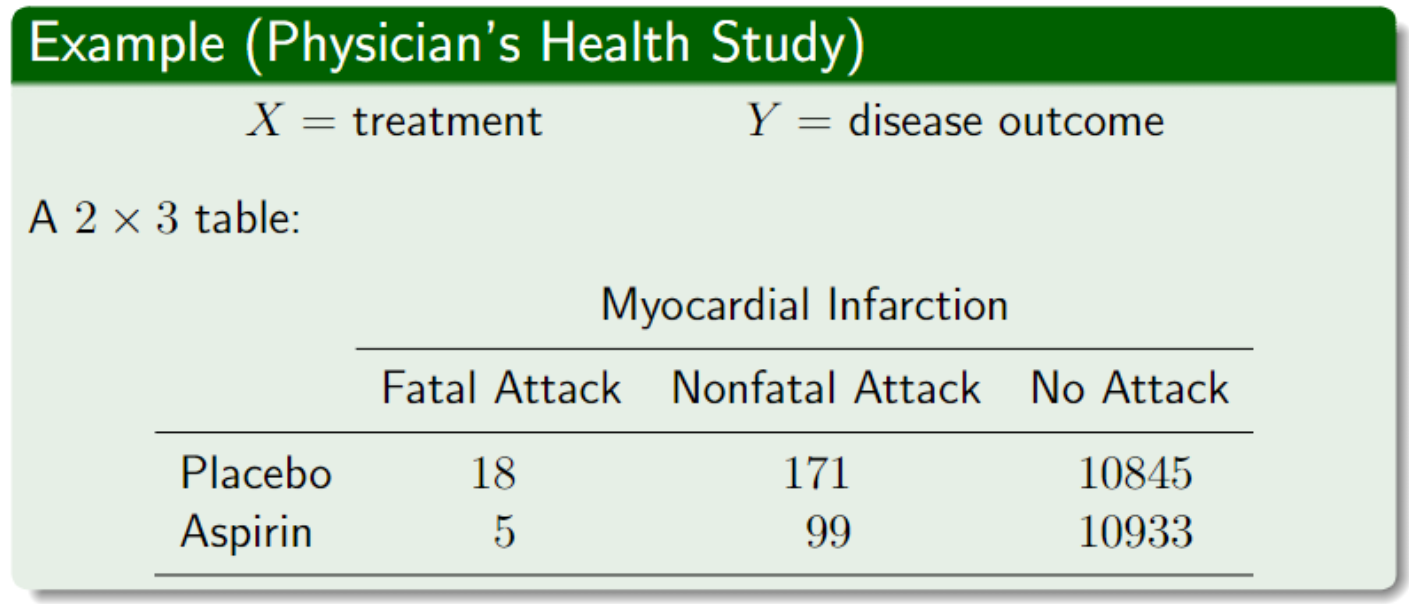 Example (Physician's Health Study)
X = treatment Y = disease outcome
A 2 × 3 table:
Myocardial Infarction
Fatal Attack Nonfatal Attack No Attack
Placebo 18 171 10845
Aspirin 5 99 10933